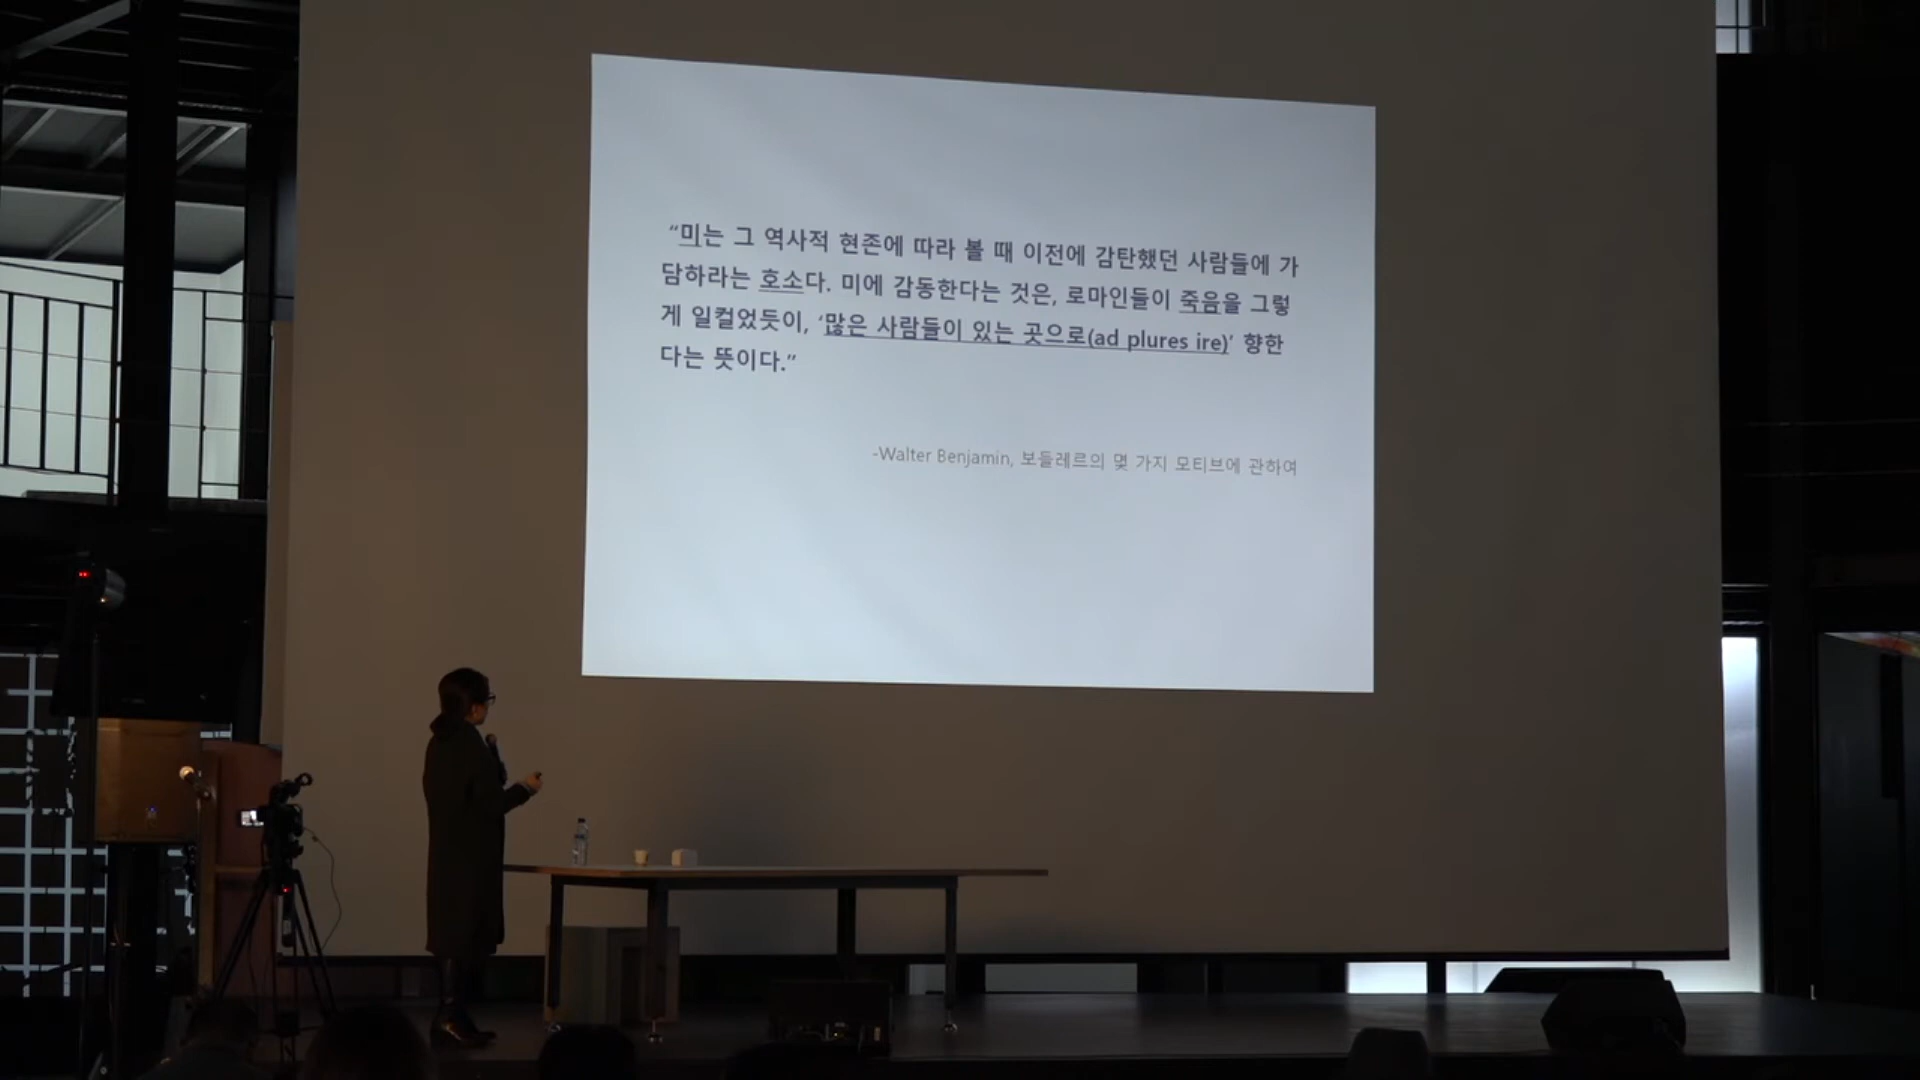 “미는 그 역사적 현존에 따라 볼 때 이전에 감탄했던 사람들에 가
담하라는 호소다. 미에 감동한다는 것은, 로마인들이 죽음을 그렇
게 일컬었듯이, ‘많은 사람들이 있는 곳으로(ad plures ire)’ 향한
다는 뜻이다.”
-Walter Benjamin, 보들레르의 몇 가지 모티브에 관하여